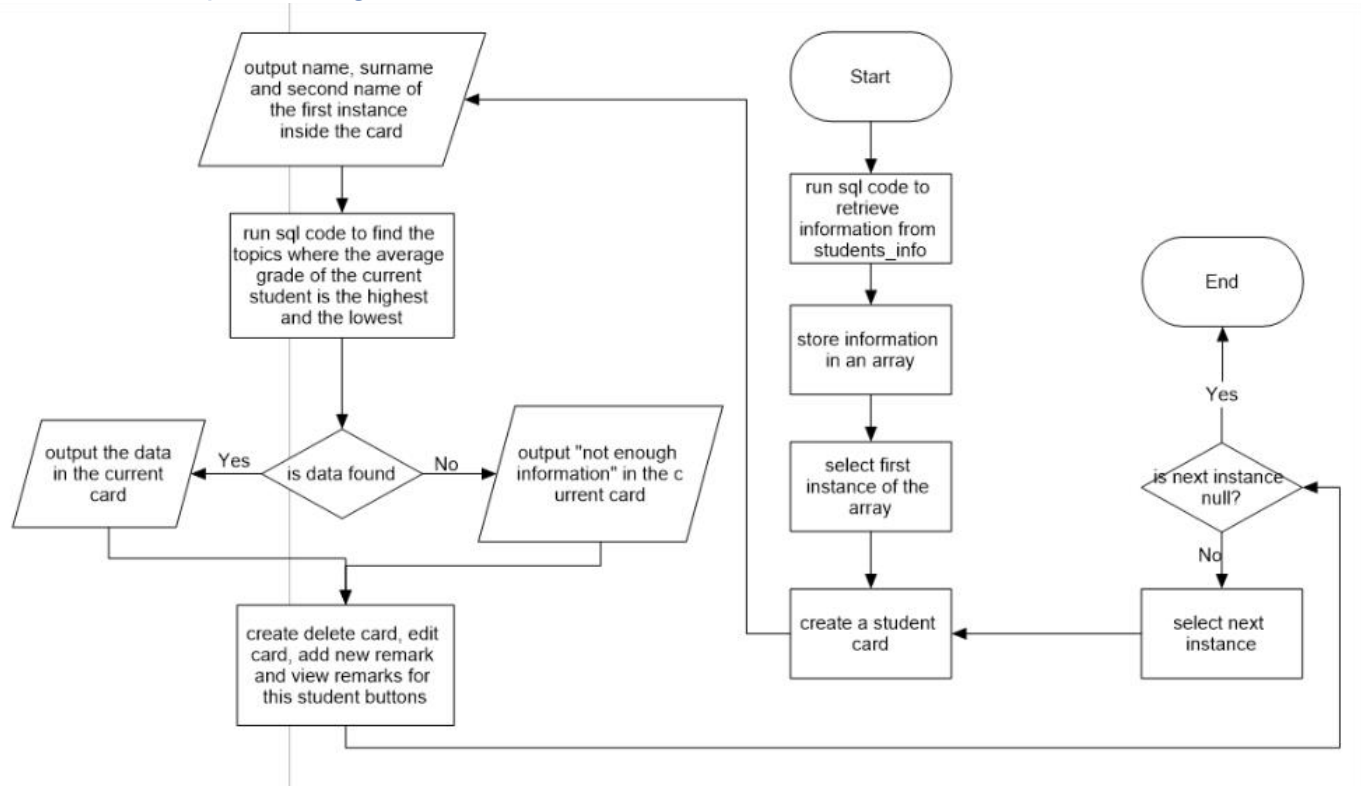 Start
run sql code to
retrieve
information from
students_info
store information
in an array
select first
instance of the
array
create a student
card
output name, surname
and second name of
the first instance
inside the card
run sql code to find the
topics where the average
grade of the current
student is the highest
and the lowest
is data found
Yes
No
output the data
in the current
card
output "not enough
information" in the c
urrent card
create delete card, edit
card, add new remark
and view remarks for
this student buttons
is next instance
null?
Yes
No
End
select next
instance